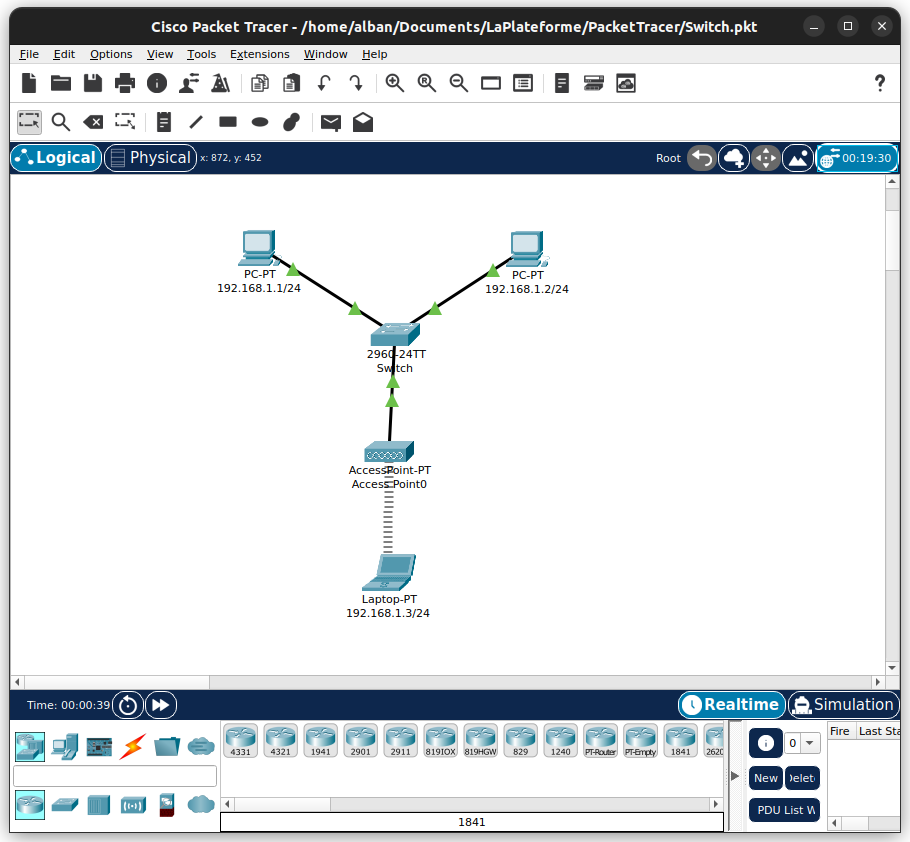 Cisco Packet Tracer - /home/alban/Documents/LaPlateforme/PacketTracer/Switch.pkt
File Edit Options View Tools Extensions Window Help
?
Logical Physical x: 872, y: 452 Root 00:19:30
PC-PT
192.168.1.1/24
PC-PT
192.168.1.2/24
2960-24TT
Switch
AccessPoint-PT
Access Point0
Laptop-PT
192.168.1.3/24
Time: 00:00:39 Realtime Simulation
4331 4321 1941 2901 2911 819IOX 819HGW 829 1240 PT-Router PT-Empty 1841 2620
1841
0
New Delet
PDU List W
Fire Last Sta